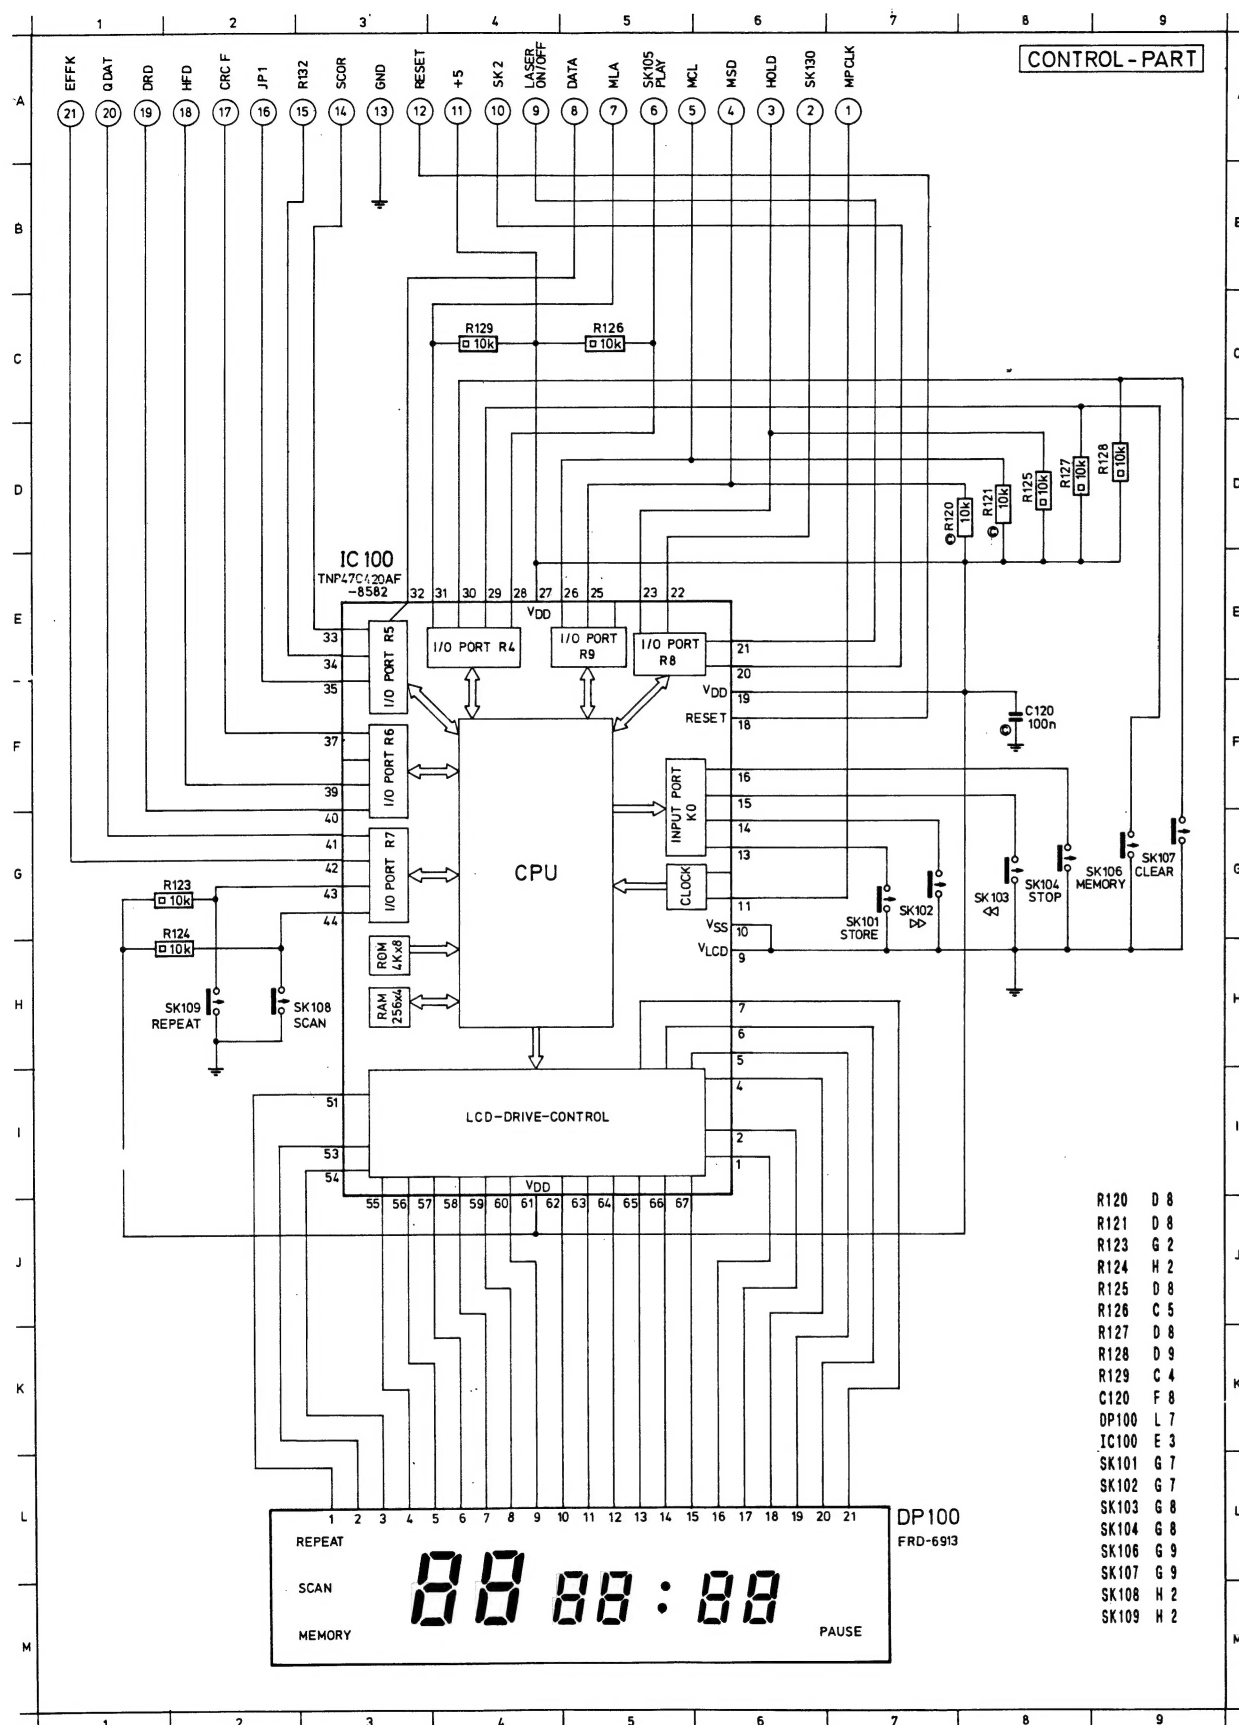 1 2 3 4 5 6 7 8 9
CONTROL-PART
EFFK QDAT DRD HFD CRC F JP1 R132 SCOR GND RESET +5 SK2 LASER ON/OFF DATA MLA SK105 PLAY MCL MSD HOLD SK130 MPCLK
21 20 19 18 17 16 15 14 13 12 11 10 9 8 7 6 5 4 3 2 1
A
B
C
D
E
F
G
H
I
J
K
L
M
R129
10k
R126
10k
R120
10k
R121
10k
R125
10k
R127
10k
R128
10k
IC100
TNP47C420AF
-8582
32 31 30 29 28 27 26 25 23 22
VDD
33
34
35
37
39
40
41
42
43
44
I/O PORT R5
I/O PORT R4
I/O PORT
R9
I/O PORT
R8
21
20
VDD
19
RESET
18
C120
100n
I/O PORT R6
16
15
14
13
INPUT PORT
K0
I/O PORT R7
CPU
CLOCK
11
VSS
10
VLCD
9
R123
10k
R124
10k
ROM
4Kx8
RAM
256x4
SK109
REPEAT
SK108
SCAN
SK101
STORE
SK102
▷▷
SK103
◁◁
SK104
STOP
SK106
MEMORY
SK107
CLEAR
7
6
5
4
2
1
51
53
54
LCD-DRIVE-CONTROL
VDD
55 56 57 58 59 60 61 62 63 64 65 66 67
R120 D 8
R121 D 8
R123 G 2
R124 H 2
R125 D 8
R126 C 5
R127 D 8
R128 D 9
R129 C 4
C120 F 8
DP100 L 7
IC100 E 3
SK101 G 7
SK102 G 7
SK103 G 8
SK104 G 8
SK106 G 9
SK107 G 9
SK108 H 2
SK109 H 2
1 2 3 4 5 6 7 8 9 10 11 12 13 14 15 16 17 18 19 20 21
DP100
FRD-6913
REPEAT
SCAN
MEMORY
88 88:88
PAUSE
1 2 3 4 5 6 7 8 9